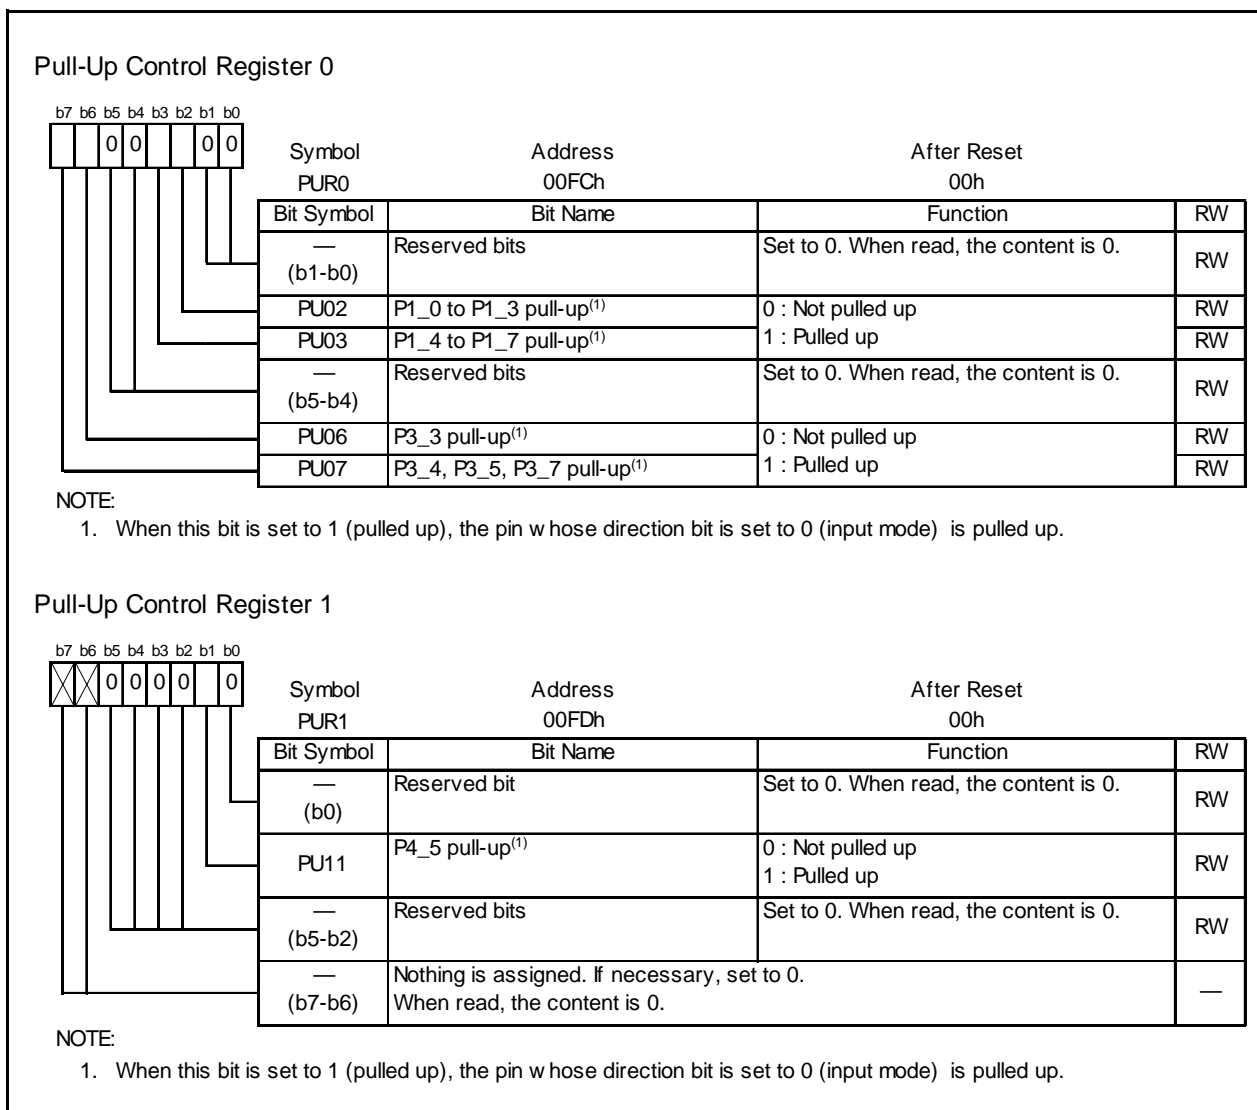 Pull-Up Control Register 0
b7 b6 b5 b4 b3 b2 b1 b0
0 0 0 0
Symbol Address After Reset
PUR0 00FCh 00h
Bit Symbol Bit Name Function RW
— (b1-b0) Reserved bits Set to 0. When read, the content is 0. RW
PU02 P1_0 to P1_3 pull-up(1) 0 : Not pulled up RW
PU03 P1_4 to P1_7 pull-up(1) 1 : Pulled up RW
— (b5-b4) Reserved bits Set to 0. When read, the content is 0. RW
PU06 P3_3 pull-up(1) 0 : Not pulled up RW
PU07 P3_4, P3_5, P3_7 pull-up(1) 1 : Pulled up RW
NOTE:
1. When this bit is set to 1 (pulled up), the pin w hose direction bit is set to 0 (input mode) is pulled up.
Pull-Up Control Register 1
b7 b6 b5 b4 b3 b2 b1 b0
0 0 0 0 0
Symbol Address After Reset
PUR1 00FDh 00h
Bit Symbol Bit Name Function RW
— (b0) Reserved bit Set to 0. When read, the content is 0. RW
PU11 P4_5 pull-up(1) 0 : Not pulled up RW
1 : Pulled up
— (b5-b2) Reserved bits Set to 0. When read, the content is 0. RW
— (b7-b6) Nothing is assigned. If necessary, set to 0. —
When read, the content is 0.
NOTE:
1. When this bit is set to 1 (pulled up), the pin w hose direction bit is set to 0 (input mode) is pulled up.